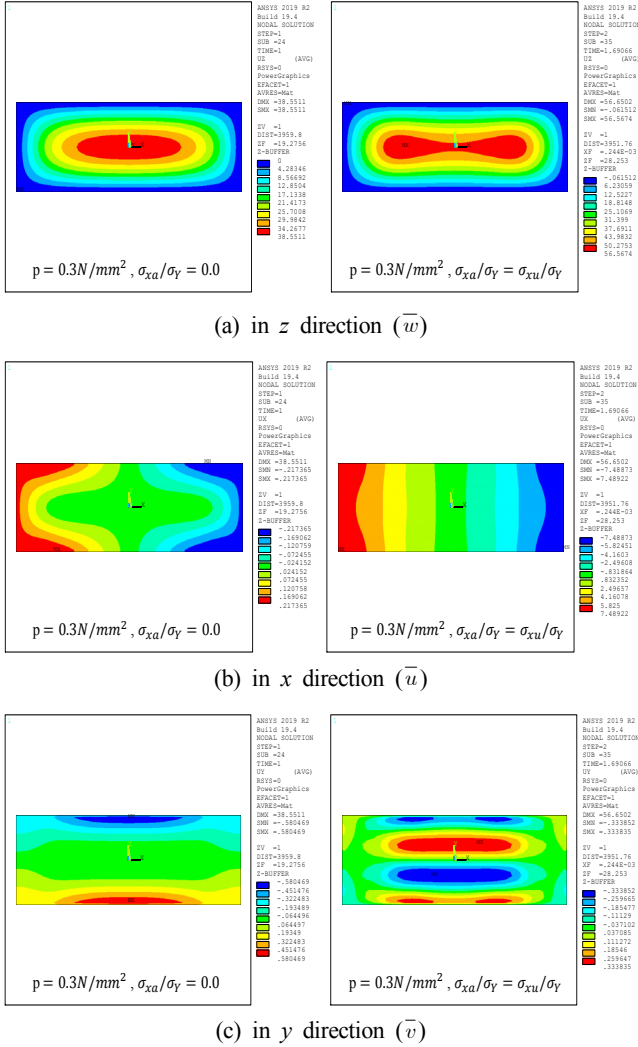 ANSYS 2019 R2
Build 19.4
NODAL SOLUTION
STEP=1
SUB =24
TIME=1
UZ (AVG)
RSYS=0
PowerGraphics
EFACET=1
AVRES=Mat
DMX =38.5511
SMX =38.5511
ZV =1
DIST=3959.8
ZF =19.2756
Z-BUFFER
0
4.28346
8.56692
12.8504
17.1338
21.4173
25.7008
29.9842
34.2677
38.5511
p = 0.3N/mm² , σxa/σY = 0.0
ANSYS 2019 R2
Build 19.4
NODAL SOLUTION
STEP=2
SUB =35
TIME=1.69066
UZ (AVG)
RSYS=0
PowerGraphics
EFACET=1
AVRES=Mat
DMX =56.6502
SMN =-.061512
SMX =56.5674
ZV =1
DIST=3951.76
XF =.244E-03
ZF =28.253
Z-BUFFER
-.061512
6.23059
12.5227
18.8148
25.1069
31.399
37.6911
43.9832
50.2753
56.5674
p = 0.3N/mm² , σxa/σY = σxu/σY
(a) in z direction (w̅)
ANSYS 2019 R2
Build 19.4
NODAL SOLUTION
STEP=1
SUB =24
TIME=1
UX (AVG)
RSYS=0
PowerGraphics
EFACET=1
AVRES=Mat
DMX =38.5511
SMN =-.217365
SMX =.217365
ZV =1
DIST=3959.8
ZF =19.2756
Z-BUFFER
-.217365
-.169062
-.120759
-.072455
-.024152
.024152
.072455
.120758
.169062
.217365
MN
p = 0.3N/mm² , σxa/σY = 0.0
ANSYS 2019 R2
Build 19.4
NODAL SOLUTION
STEP=2
SUB =35
TIME=1.69066
UX (AVG)
RSYS=0
PowerGraphics
EFACET=1
AVRES=Mat
DMX =56.6502
SMN =-7.48873
SMX =7.48922
ZV =1
DIST=3951.76
XF =.244E-03
ZF =28.253
Z-BUFFER
-7.48873
-5.82451
-4.1603
-2.49608
-.831864
.832352
2.49657
4.16078
5.825
7.48922
MN
p = 0.3N/mm² , σxa/σY = σxu/σY
(b) in x direction (u̅)
ANSYS 2019 R2
Build 19.4
NODAL SOLUTION
STEP=1
SUB =24
TIME=1
UY (AVG)
RSYS=0
PowerGraphics
EFACET=1
AVRES=Mat
DMX =38.5511
SMN =-.580469
SMX =.580469
ZV =1
DIST=3959.8
ZF =19.2756
Z-BUFFER
-.580469
-.451476
-.322483
-.193489
-.064496
.064497
.19349
.322483
.451476
.580469
p = 0.3N/mm² , σxa/σY = 0.0
ANSYS 2019 R2
Build 19.4
NODAL SOLUTION
STEP=2
SUB =35
TIME=1.69066
UY (AVG)
RSYS=0
PowerGraphics
EFACET=1
AVRES=Mat
DMX =56.6502
SMN =-.333852
SMX =.333835
ZV =1
DIST=3951.76
XF =.244E-03
ZF =28.253
Z-BUFFER
-.333852
-.259665
-.185477
-.11129
-.037102
.037085
.111272
.18546
.259647
.333835
p = 0.3N/mm² , σxa/σY = σxu/σY
(c) in y direction (v̅)